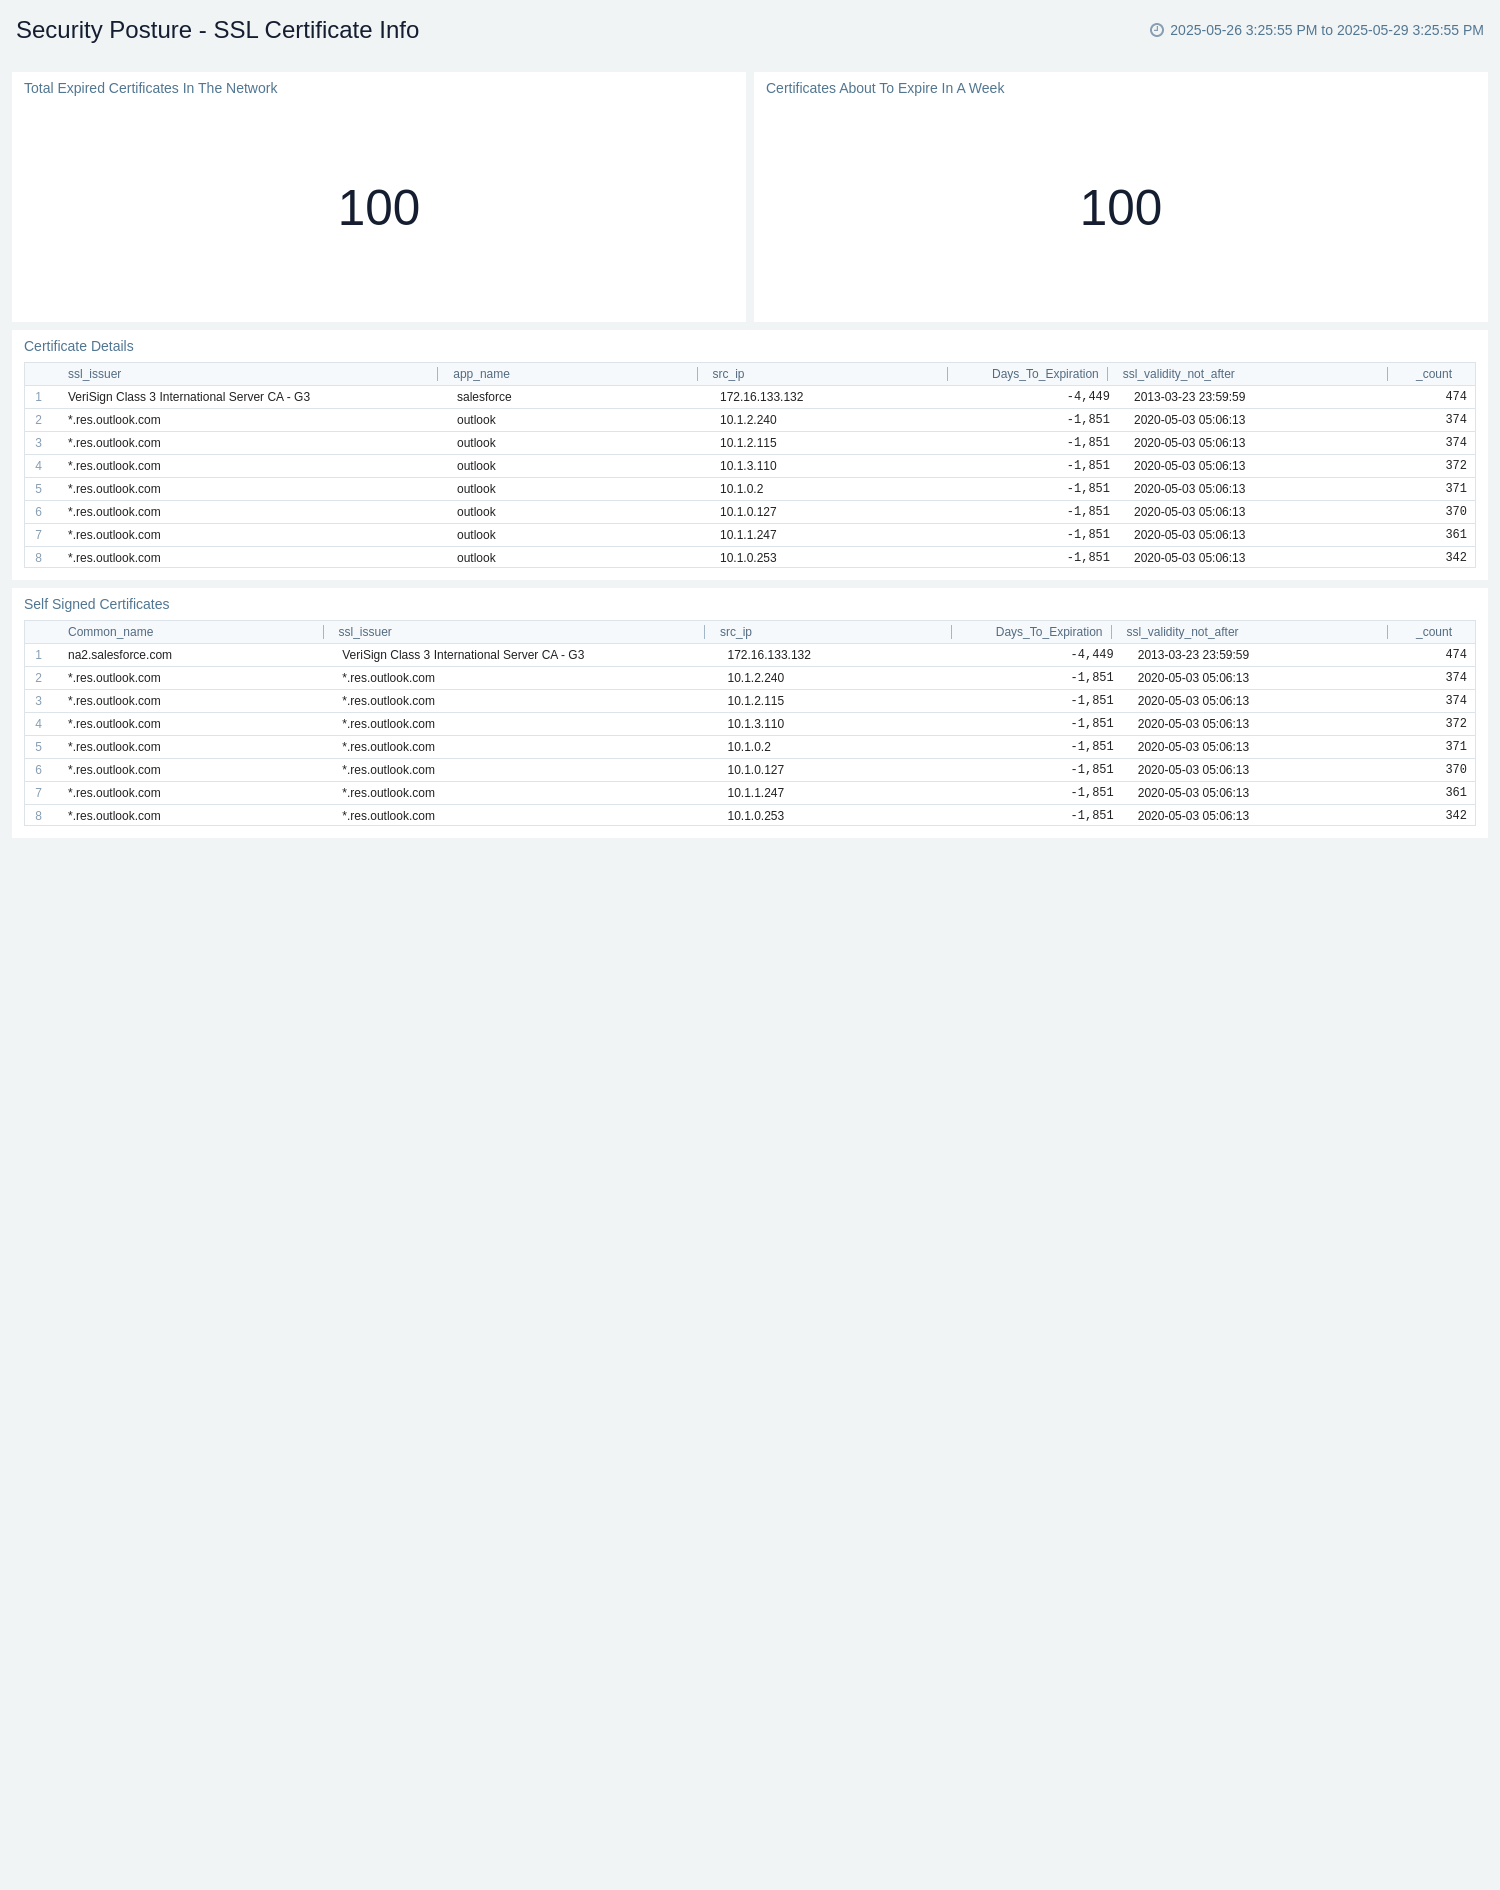 Security Posture - SSL Certificate Info
2025-05-26 3:25:55 PM to 2025-05-29 3:25:55 PM
Total Expired Certificates In The Network
100
Certificates About To Expire In A Week
100
Certificate Details
ssl_issuer app_name src_ip Days_To_Expiration ssl_validity_not_after _count
1 VeriSign Class 3 International Server CA - G3 salesforce 172.16.133.132 -4,449 2013-03-23 23:59:59 474
2 *.res.outlook.com outlook 10.1.2.240 -1,851 2020-05-03 05:06:13 374
3 *.res.outlook.com outlook 10.1.2.115 -1,851 2020-05-03 05:06:13 374
4 *.res.outlook.com outlook 10.1.3.110 -1,851 2020-05-03 05:06:13 372
5 *.res.outlook.com outlook 10.1.0.2 -1,851 2020-05-03 05:06:13 371
6 *.res.outlook.com outlook 10.1.0.127 -1,851 2020-05-03 05:06:13 370
7 *.res.outlook.com outlook 10.1.1.247 -1,851 2020-05-03 05:06:13 361
8 *.res.outlook.com outlook 10.1.0.253 -1,851 2020-05-03 05:06:13 342
Self Signed Certificates
Common_name ssl_issuer src_ip Days_To_Expiration ssl_validity_not_after _count
1 na2.salesforce.com VeriSign Class 3 International Server CA - G3 172.16.133.132 -4,449 2013-03-23 23:59:59 474
2 *.res.outlook.com *.res.outlook.com 10.1.2.240 -1,851 2020-05-03 05:06:13 374
3 *.res.outlook.com *.res.outlook.com 10.1.2.115 -1,851 2020-05-03 05:06:13 374
4 *.res.outlook.com *.res.outlook.com 10.1.3.110 -1,851 2020-05-03 05:06:13 372
5 *.res.outlook.com *.res.outlook.com 10.1.0.2 -1,851 2020-05-03 05:06:13 371
6 *.res.outlook.com *.res.outlook.com 10.1.0.127 -1,851 2020-05-03 05:06:13 370
7 *.res.outlook.com *.res.outlook.com 10.1.1.247 -1,851 2020-05-03 05:06:13 361
8 *.res.outlook.com *.res.outlook.com 10.1.0.253 -1,851 2020-05-03 05:06:13 342